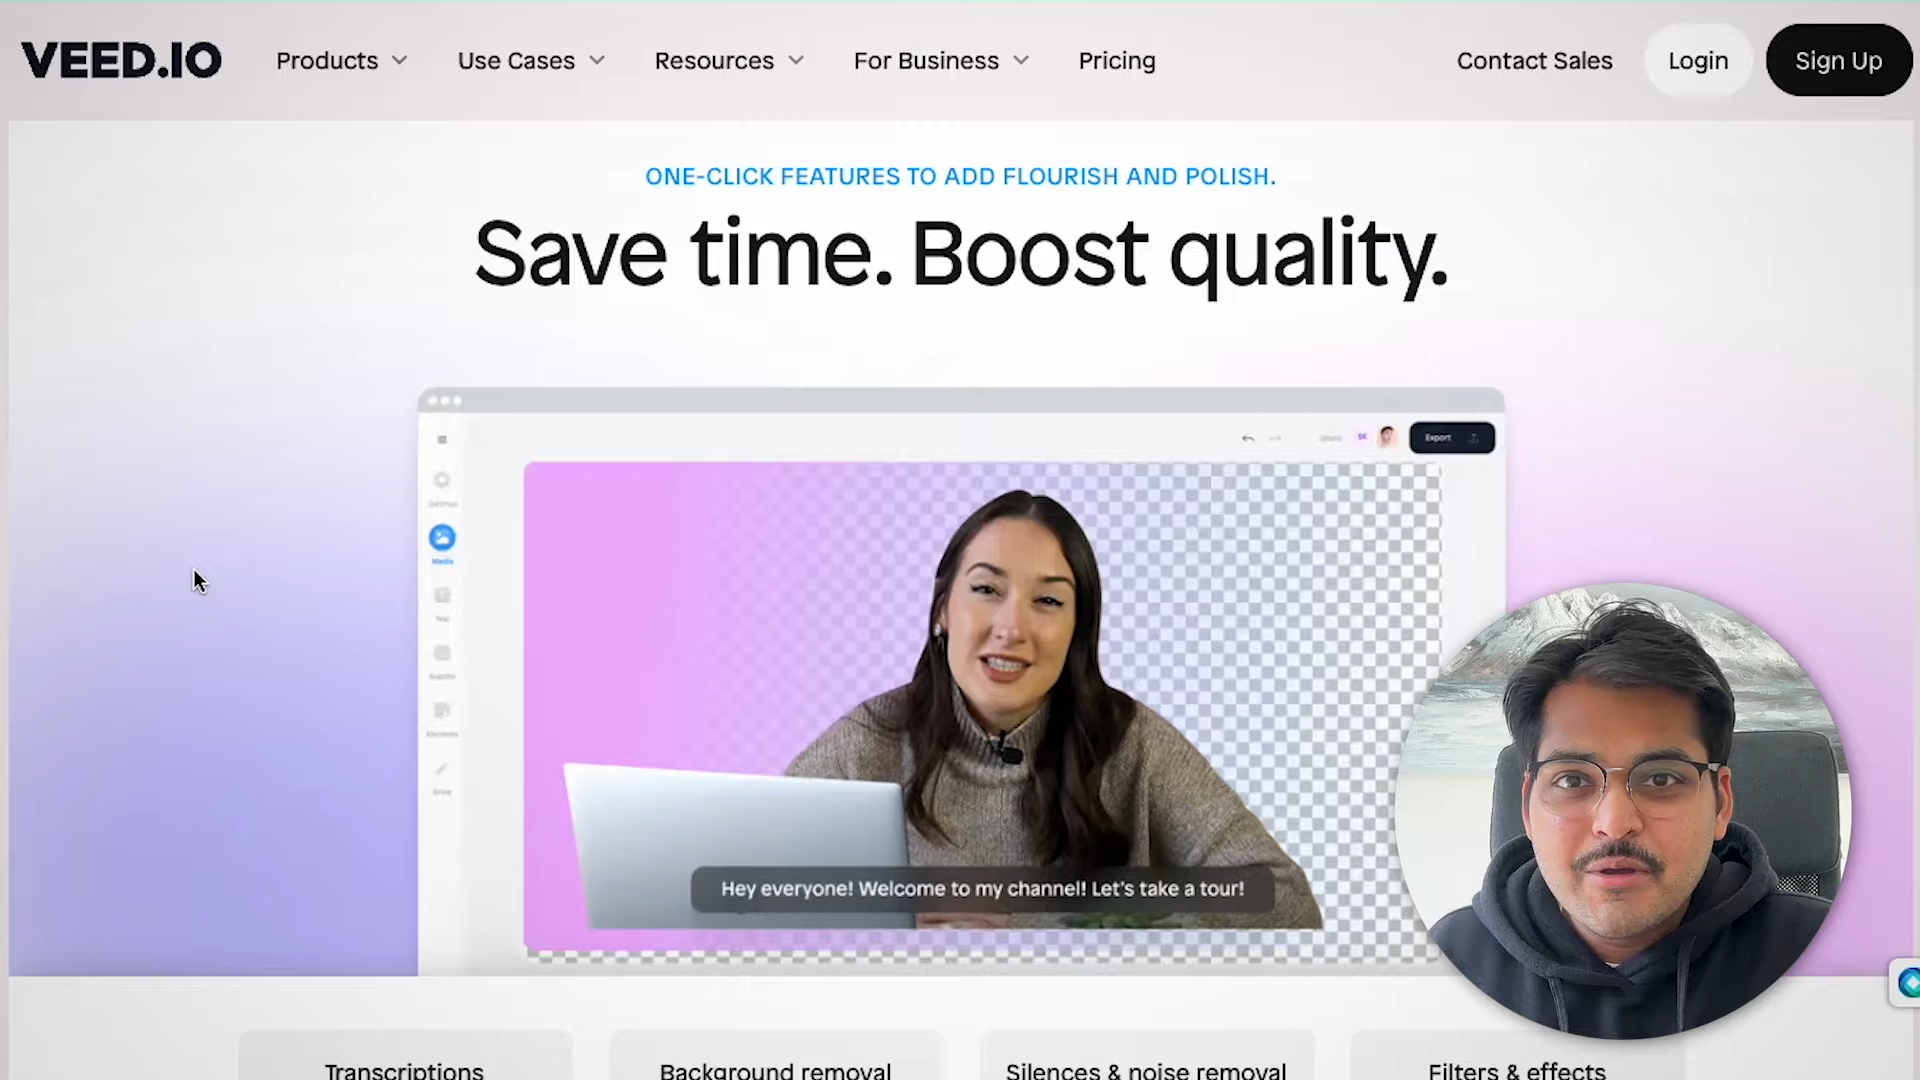 VEED.IO
Products
Use Cases
Resources
For Business
Pricing
Contact Sales
Login
Sign Up
ONE-CLICK FEATURES TO ADD FLOURISH AND POLISH.
Save time. Boost quality.
Export
Media
Hey everyone! Welcome to my channel! Let's take a tour!
Transcriptions
Background removal
Silences & noise removal
Filters & effects